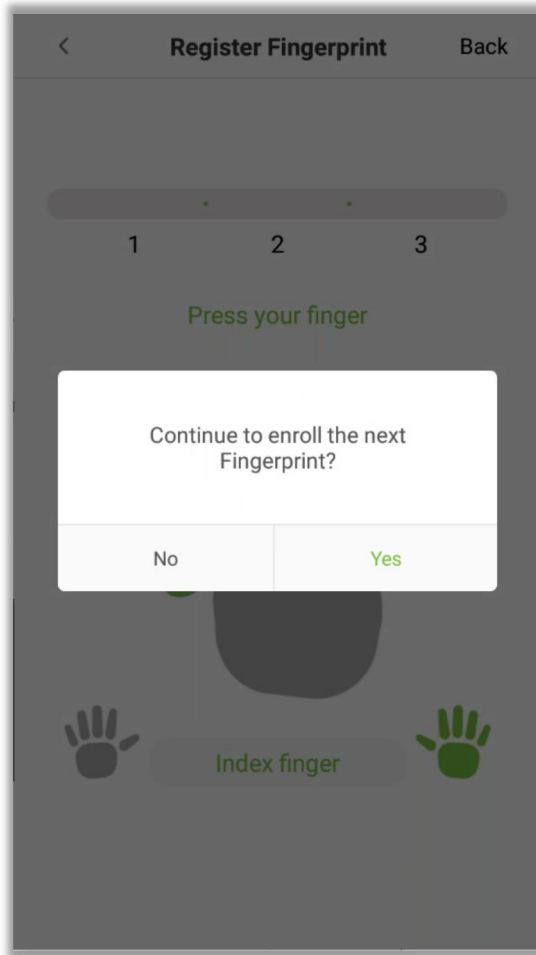 Register Fingerprint Back
1 2 3
Press your finger
Continue to enroll the next
Fingerprint?
No Yes
Index finger